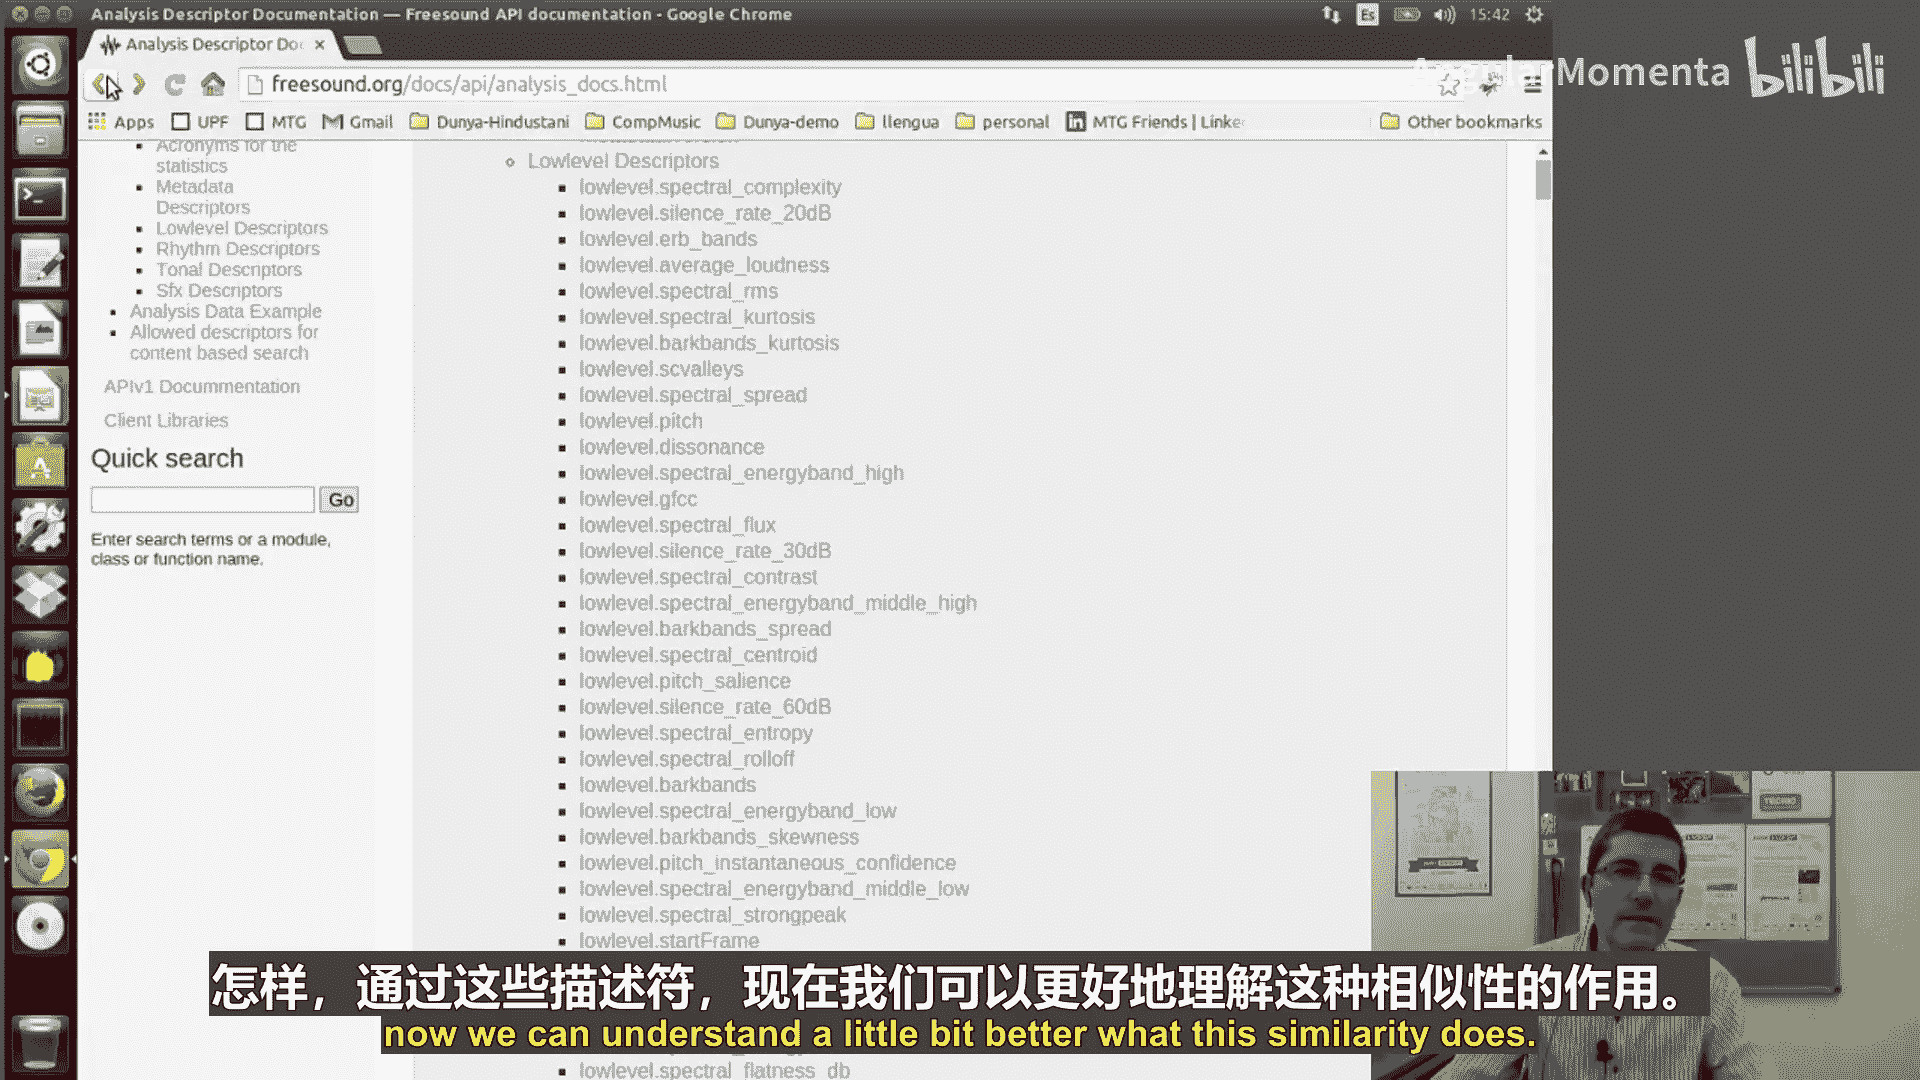 Analysis Descriptor Documentation — Freesound API documentation - Google Chrome
Es
15:42
Analysis Descriptor Doc
AngularMomenta bilibili
freesound.org/docs/api/analysis_docs.html
Apps UPF MTG Gmail Dunya-Hindustani CompMusic Dunya-demo llengua personal MTG Friends | Linke Other bookmarks
Acronyms for the
statistics
Metadata
Descriptors
Lowlevel Descriptors
Rhythm Descriptors
Tonal Descriptors
Sfx Descriptors
Analysis Data Example
Allowed descriptors for
content based search
APIv1 Docummentation
Client Libraries
Quick search
Go
Enter search terms or a module,
class or function name.
Lowlevel Descriptors
lowlevel.spectral_complexity
lowlevel.silence_rate_20dB
lowlevel.erb_bands
lowlevel.average_loudness
lowlevel.spectral_rms
lowlevel.spectral_kurtosis
lowlevel.barkbands_kurtosis
lowlevel.scvalleys
lowlevel.spectral_spread
lowlevel.pitch
lowlevel.dissonance
lowlevel.spectral_energyband_high
lowlevel.gfcc
lowlevel.spectral_flux
lowlevel.silence_rate_30dB
lowlevel.spectral_contrast
lowlevel.spectral_energyband_middle_high
lowlevel.barkbands_spread
lowlevel.spectral_centroid
lowlevel.pitch_salience
lowlevel.silence_rate_60dB
lowlevel.spectral_entropy
lowlevel.spectral_rolloff
lowlevel.barkbands
lowlevel.spectral_energyband_low
lowlevel.barkbands_skewness
lowlevel.pitch_instantaneous_confidence
lowlevel.spectral_energyband_middle_low
lowlevel.spectral_strongpeak
lowlevel.startFrame
怎样，通过这些描述符，现在我们可以更好地理解这种相似性的作用。
now we can understand a little bit better what this similarity does.
lowlevel.spectral_flatness_db